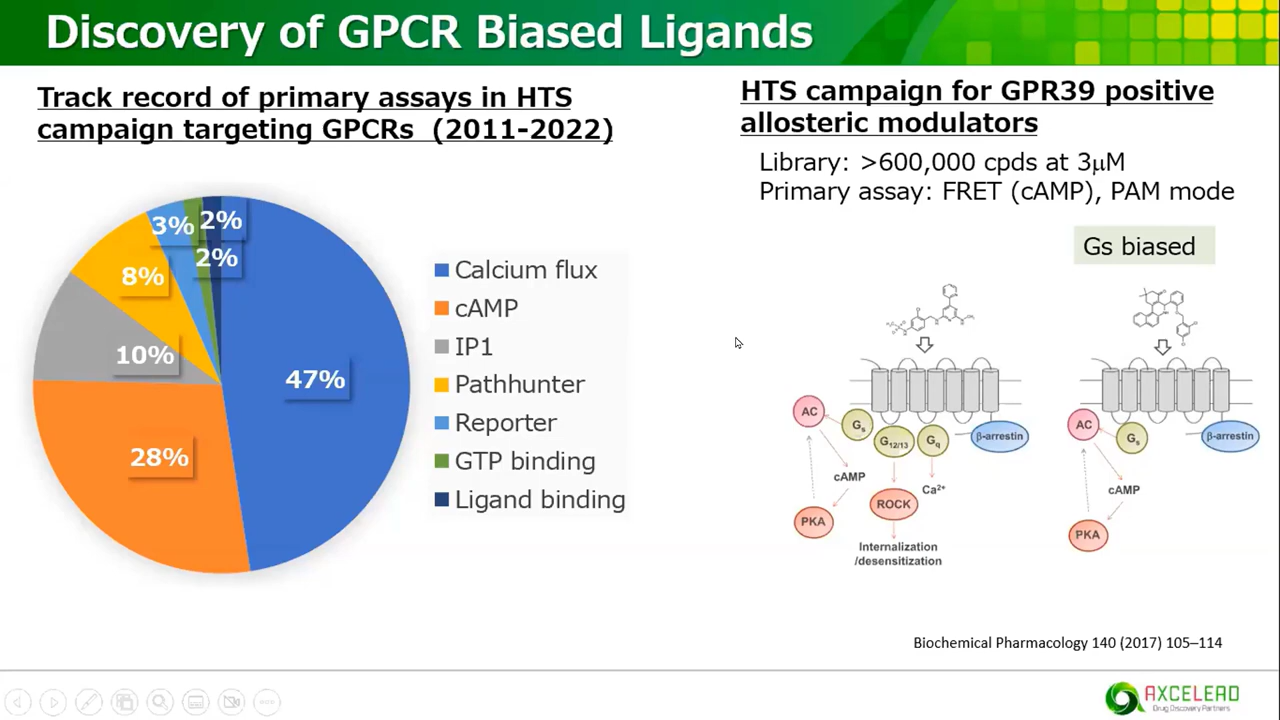 Discovery of GPCR Biased Ligands
Track record of primary assays in HTS
campaign targeting GPCRs (2011-2022)
3%
2%
2%
8%
10%
47%
28%
Calcium flux
cAMP
IP1
Pathhunter
Reporter
GTP binding
Ligand binding
HTS campaign for GPR39 positive
allosteric modulators
Library: >600,000 cpds at 3μM
Primary assay: FRET (cAMP), PAM mode
Gs biased
AC
Gs
G12/13
Gq
β-arrestin
cAMP
Ca2+
ROCK
PKA
Internalization
/desensitization
AC
Gs
β-arrestin
cAMP
PKA
Biochemical Pharmacology 140 (2017) 105–114
AXCELEAD
Drug Discovery Partners